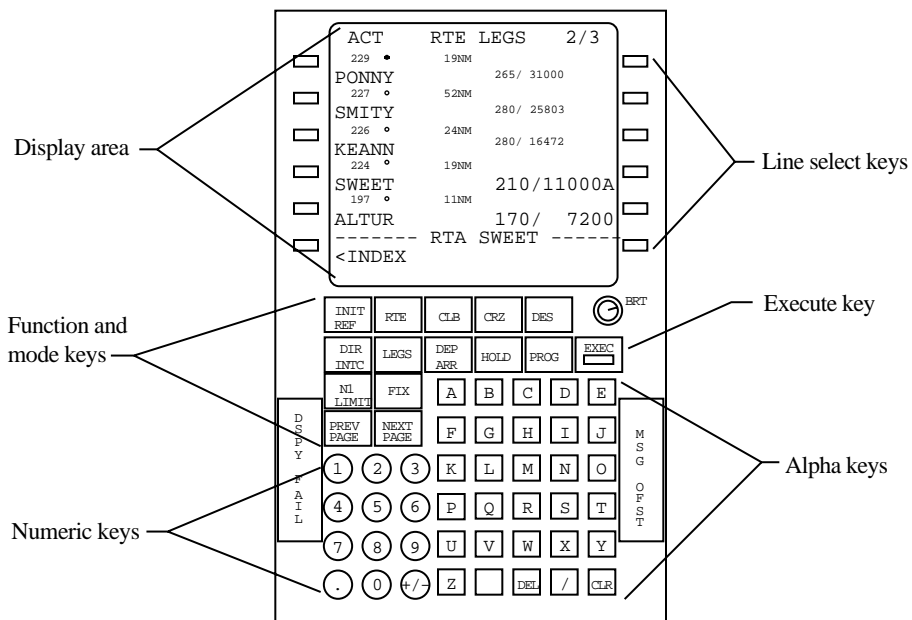 ACT RTE LEGS 2/3
229 ° 19NM
PONNY 265/ 31000
227 ° 52NM
SMITY 280/ 25803
226 ° 24NM
KEANN 280/ 16472
224 ° 19NM
SWEET 210/11000A
197 ° 11NM
ALTUR 170/ 7200
------- RTA SWEET ------
<INDEX
Display area
Line select keys
Function and
mode keys
Execute key
Alpha keys
Numeric keys
BRT
INIT
REF
RTE
CLB
CRZ
DES
DIR
INTC
LEGS
DEP
ARR
HOLD
PROG
EXEC
N1
LIMIT
FIX
PREV
PAGE
NEXT
PAGE
DSPY FAIL
MSG OFST
A B C D E
F G H I J
1 2 3 K L M N O
4 5 6 P Q R S T
7 8 9 U V W X Y
. 0 +/- Z DEL / CLR